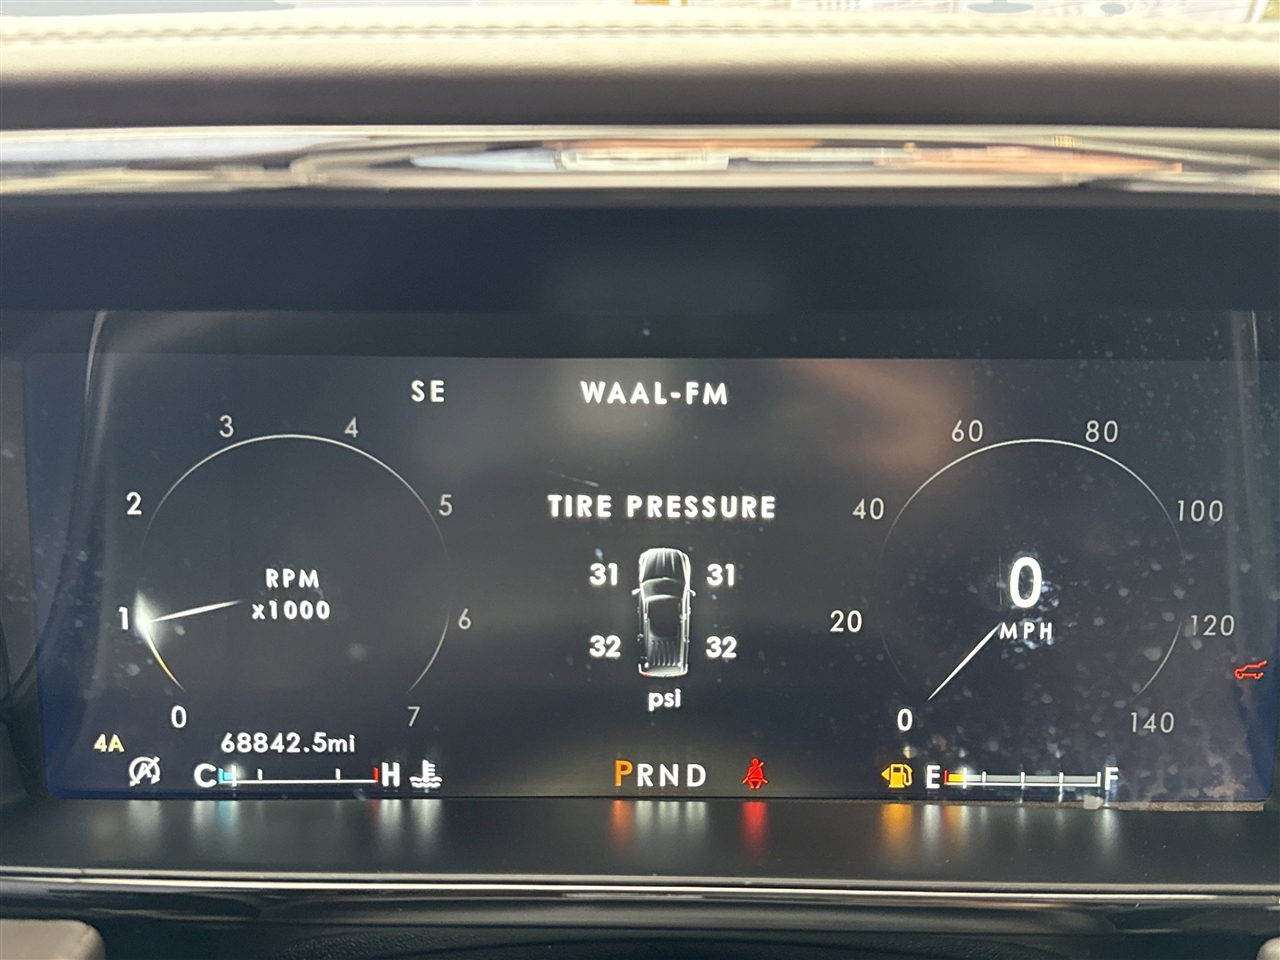 SE WAAL-FM
3 4
60 80
2 5
TIRE PRESSURE
40 100
31 31
RPM
x1000
0
MPH
1 6
20 120
32 32
psi
0 7
0 140
4A
68842.5mi
C H
PRND
E F